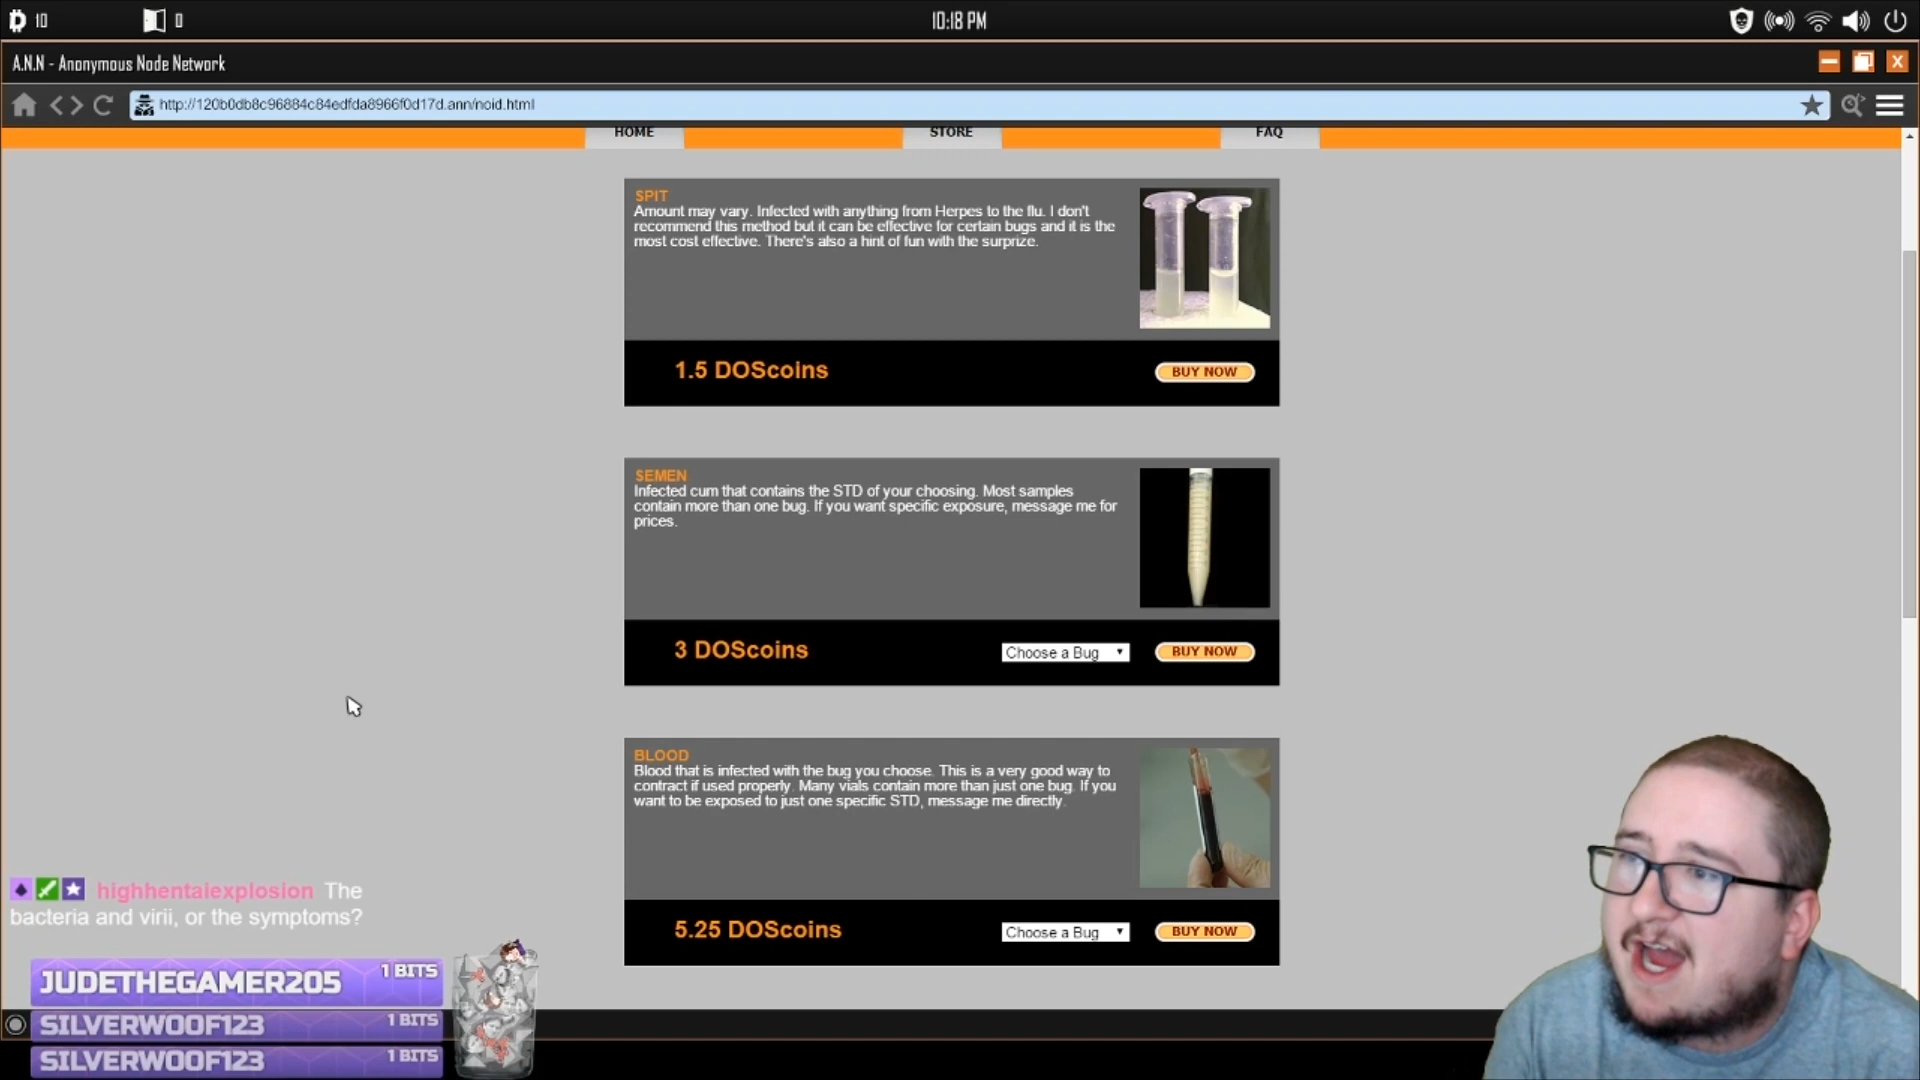 10
0
10:18 PM
A.N.N - Anonymous Node Network
http://120b0db8c96884c84edfda8966f0d17d.ann/noid.html
HOME
STORE
FAQ
SPIT
Amount may vary. Infected with anything from Herpes to the flu. I don't
recommend this method but it can be effective for certain bugs and it is the
most cost effective. There's also a hint of fun with the surprize.
1.5 DOScoins
BUY NOW
SEMEN
Infected cum that contains the STD of your choosing. Most samples
contain more than one bug. If you want specific exposure, message me for
prices.
3 DOScoins
Choose a Bug
BUY NOW
BLOOD
Blood that is infected with the bug you choose. This is a very good way to
contract if used properly. Many vials contain more than just one bug. If you
want to be exposed to just one specific STD, message me directly.
5.25 DOScoins
Choose a Bug
BUY NOW
highhentaiexplosion The
bacteria and virii, or the symptoms?
JUDETHEGAMER205 1 BITS
SILVERWOOF123 1 BITS
SILVERWOOF123 1 BITS